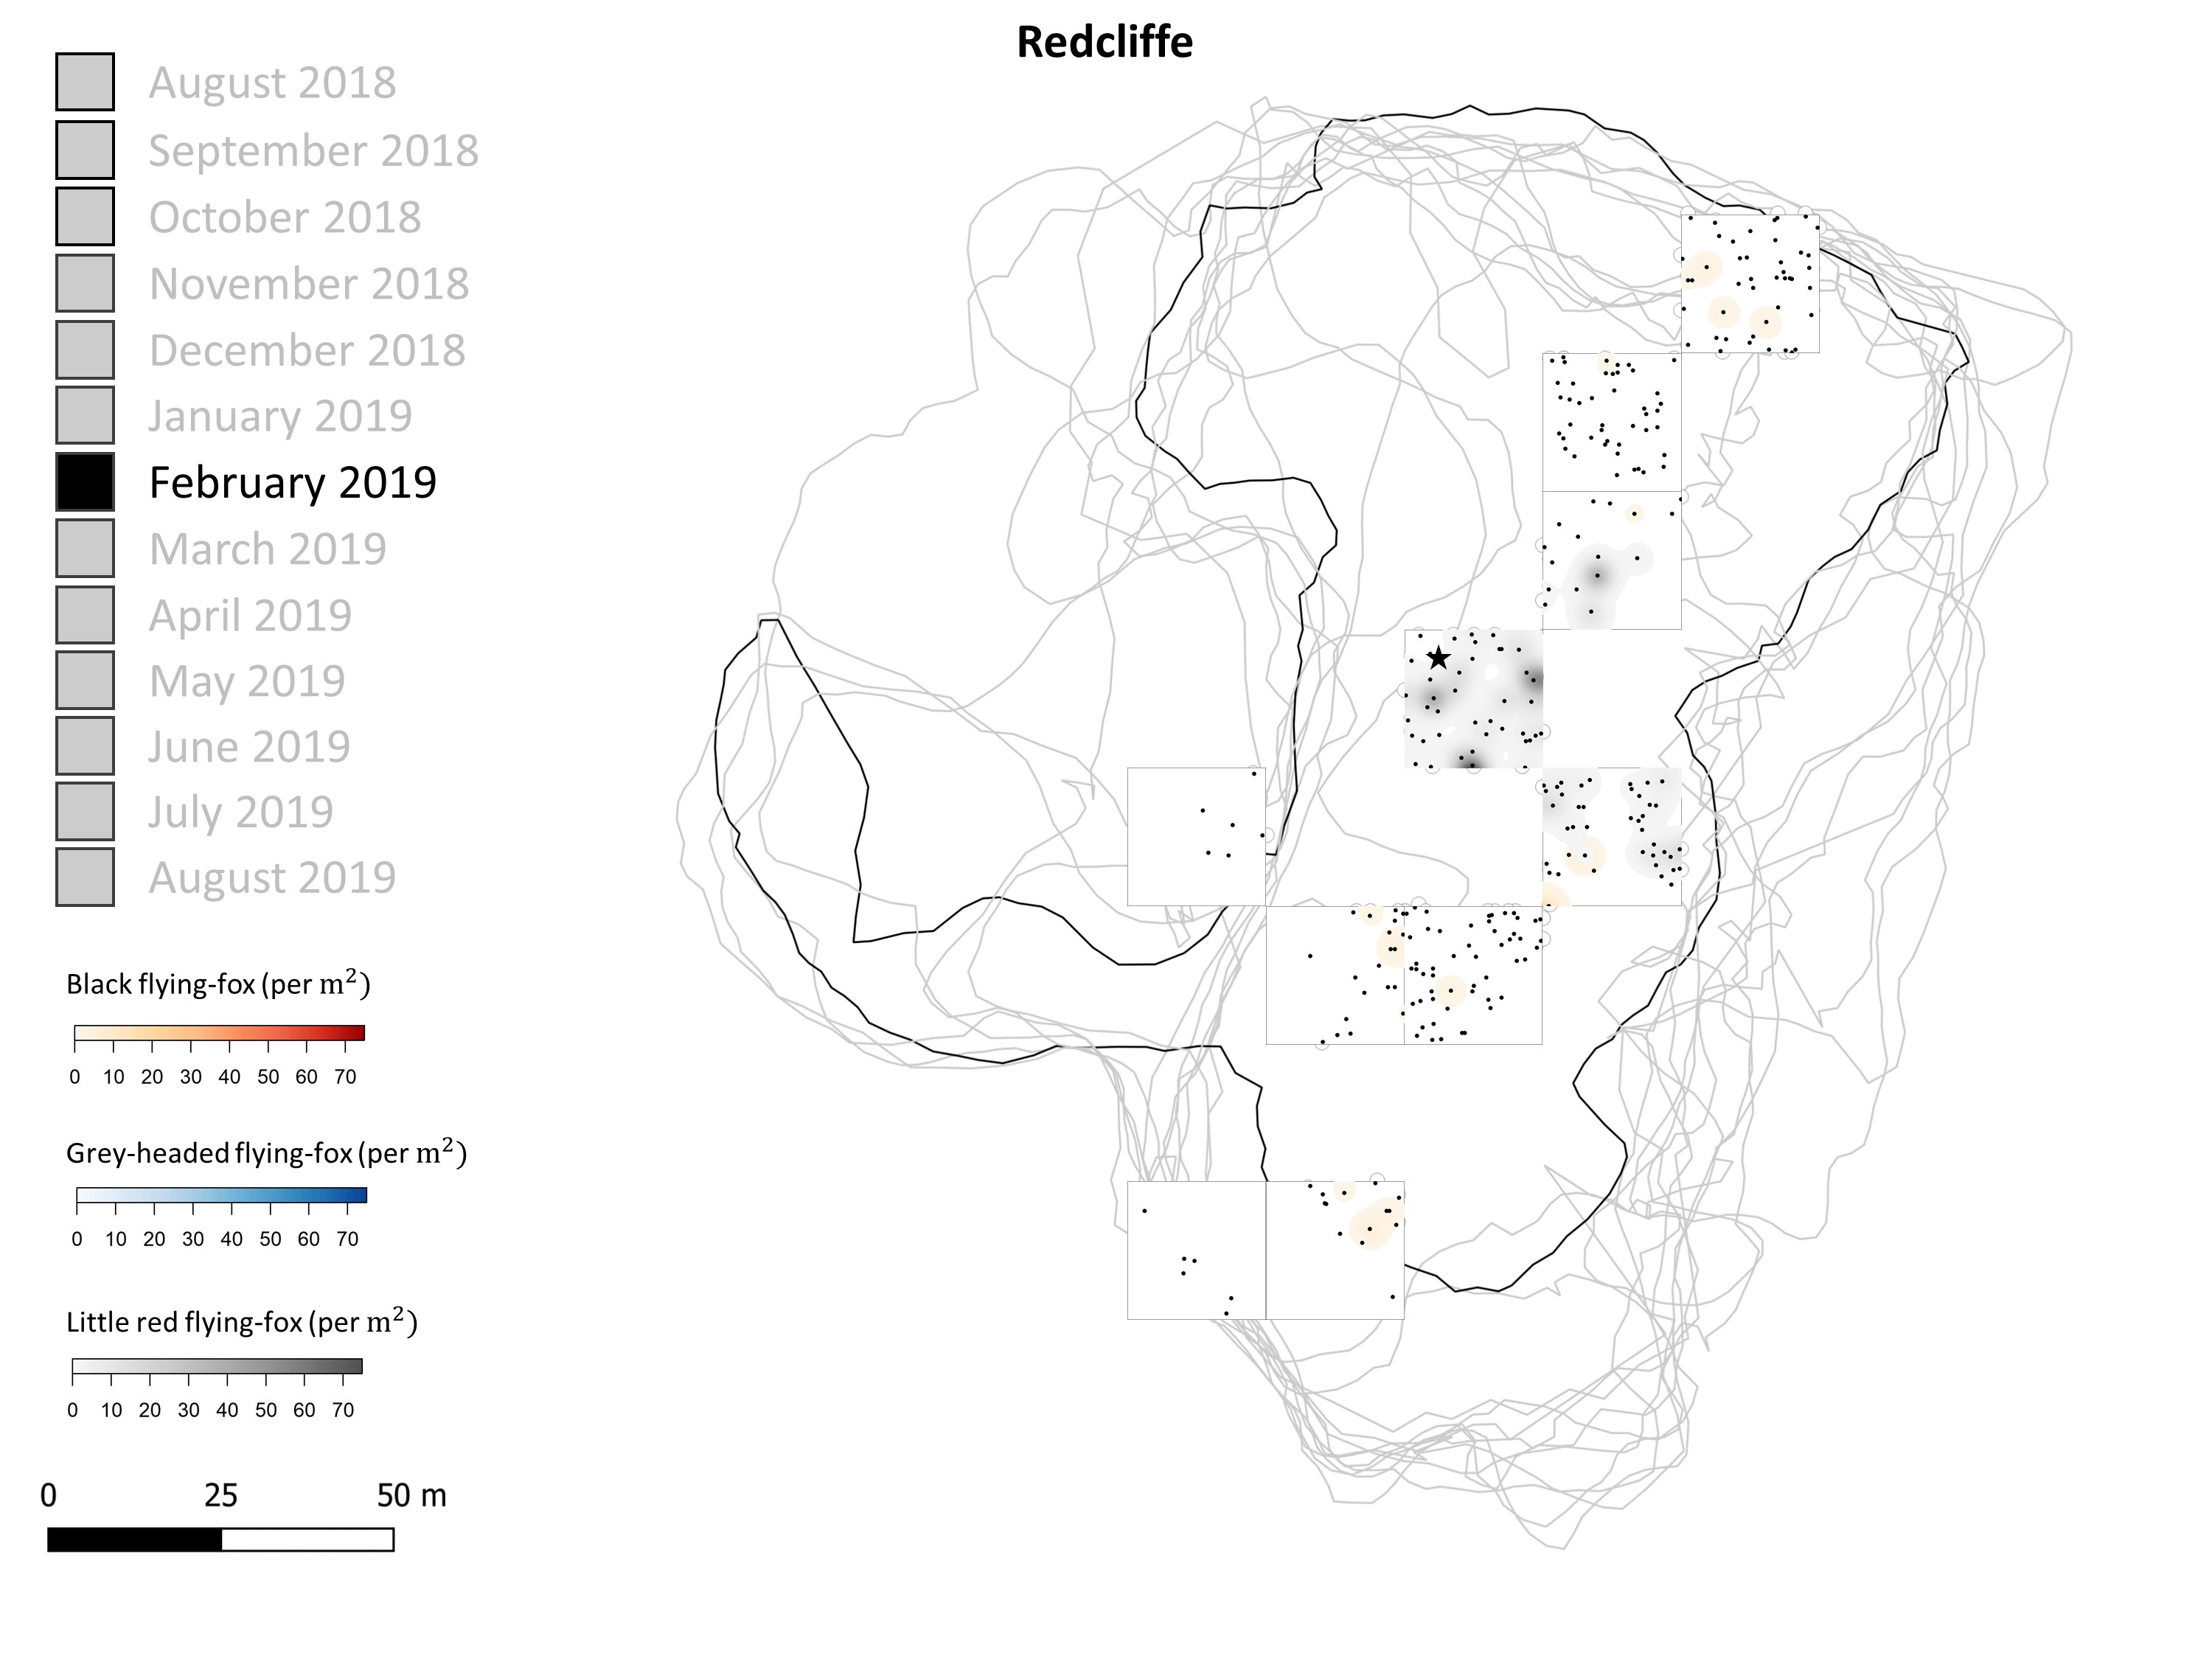 Redcliffe
August 2018
September 2018
October 2018
November 2018
December 2018
January 2019
February 2019
March 2019
April 2019
May 2019
June 2019
July 2019
August 2019
Black flying-fox (per m²)
0 10 20 30 40 50 60 70
Grey-headed flying-fox (per m²)
0 10 20 30 40 50 60 70
Little red flying-fox (per m²)
0 10 20 30 40 50 60 70
0 25 50 m